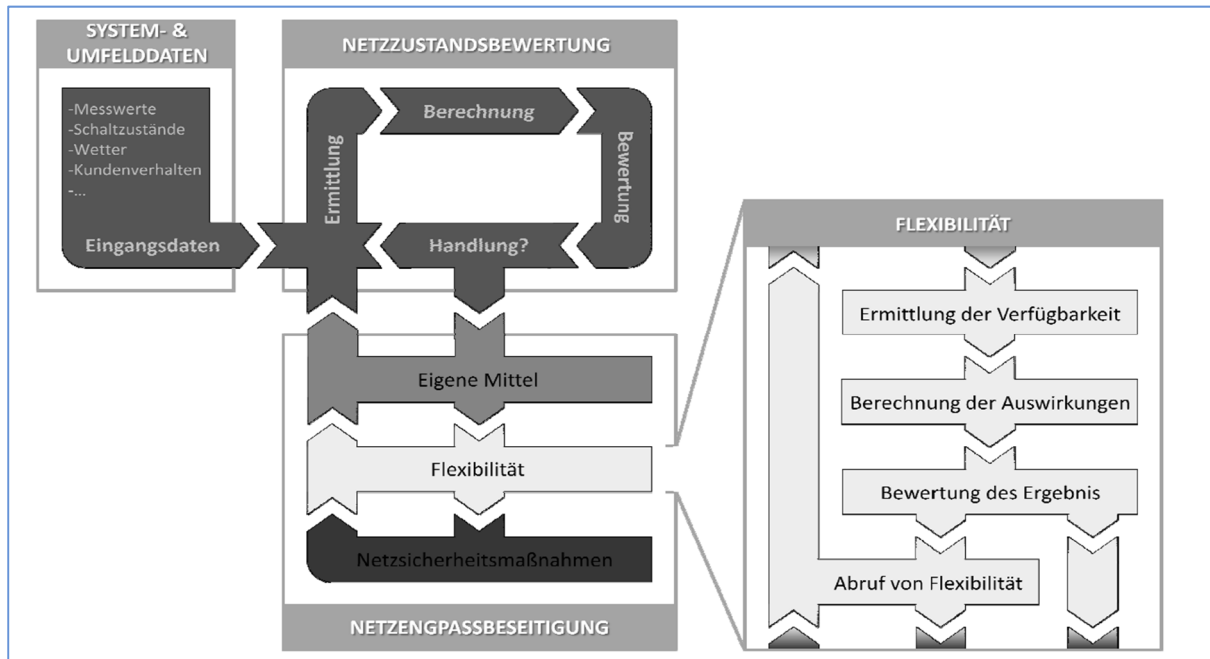 SYSTEM- &
UMFELDDATEN
-Messwerte
-Schaltzustände
-Wetter
-Kundenverhalten
-...
Eingangsdaten
NETZZUSTANDSBEWERTUNG
Ermittlung
Berechnung
Bewertung
Handlung?
Eigene Mittel
Flexibilität
Netzsicherheitsmaßnahmen
NETZENGPASSBESEITIGUNG
FLEXIBILITÄT
Ermittlung der Verfügbarkeit
Berechnung der Auswirkungen
Bewertung des Ergebnis
Abruf von Flexibilität